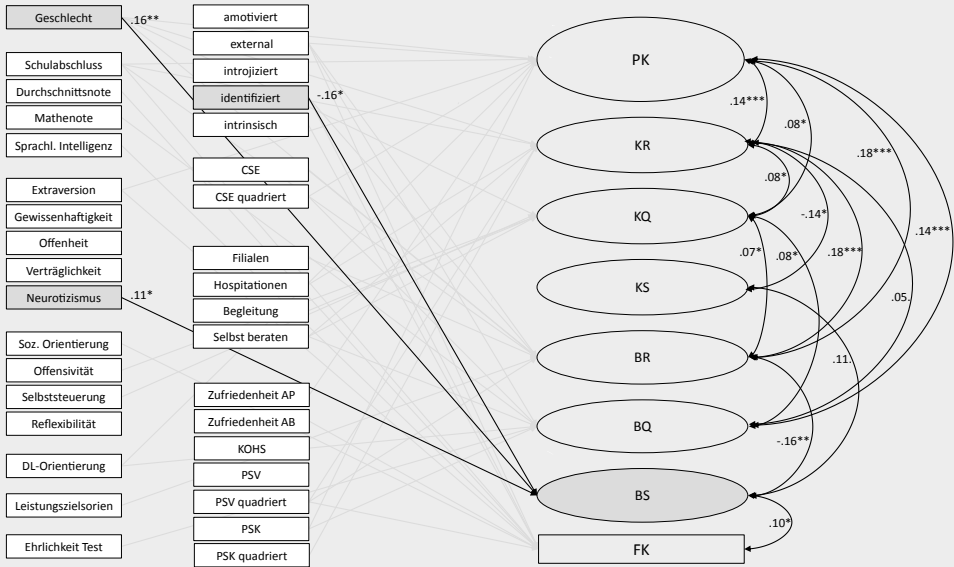 Geschlecht
Schulabschluss
Durchschnittsnote
Mathenote
Sprachl. Intelligenz
Extraversion
Gewissenhaftigkeit
Offenheit
Verträglichkeit
Neurotizismus
Soz. Orientierung
Offensivität
Selbststeuerung
Reflexibilität
DL-Orientierung
Leistungszielsorien
Ehrlichkeit Test
.16**
.11*
amotiviert
external
introjiziert
identifiziert
intrinsisch
CSE
CSE quadriert
Filialen
Hospitationen
Begleitung
Selbst beraten
Zufriedenheit AP
Zufriedenheit AB
KOHS
PSV
PSV quadriert
PSK
PSK quadriert
-.16*
PK
KR
KQ
KS
BR
BQ
BS
FK
.14***
.08*
.18***
.08*
-.14*
.14***
.07*
.08*
.18***
.05.
.11.
-.16**
.10*